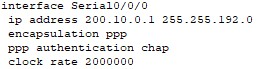 interface Serial0/0/0
ip address 200.10.0.1 255.255.192.0
encapsulation ppp
ppp authentication chap
clock rate 2000000